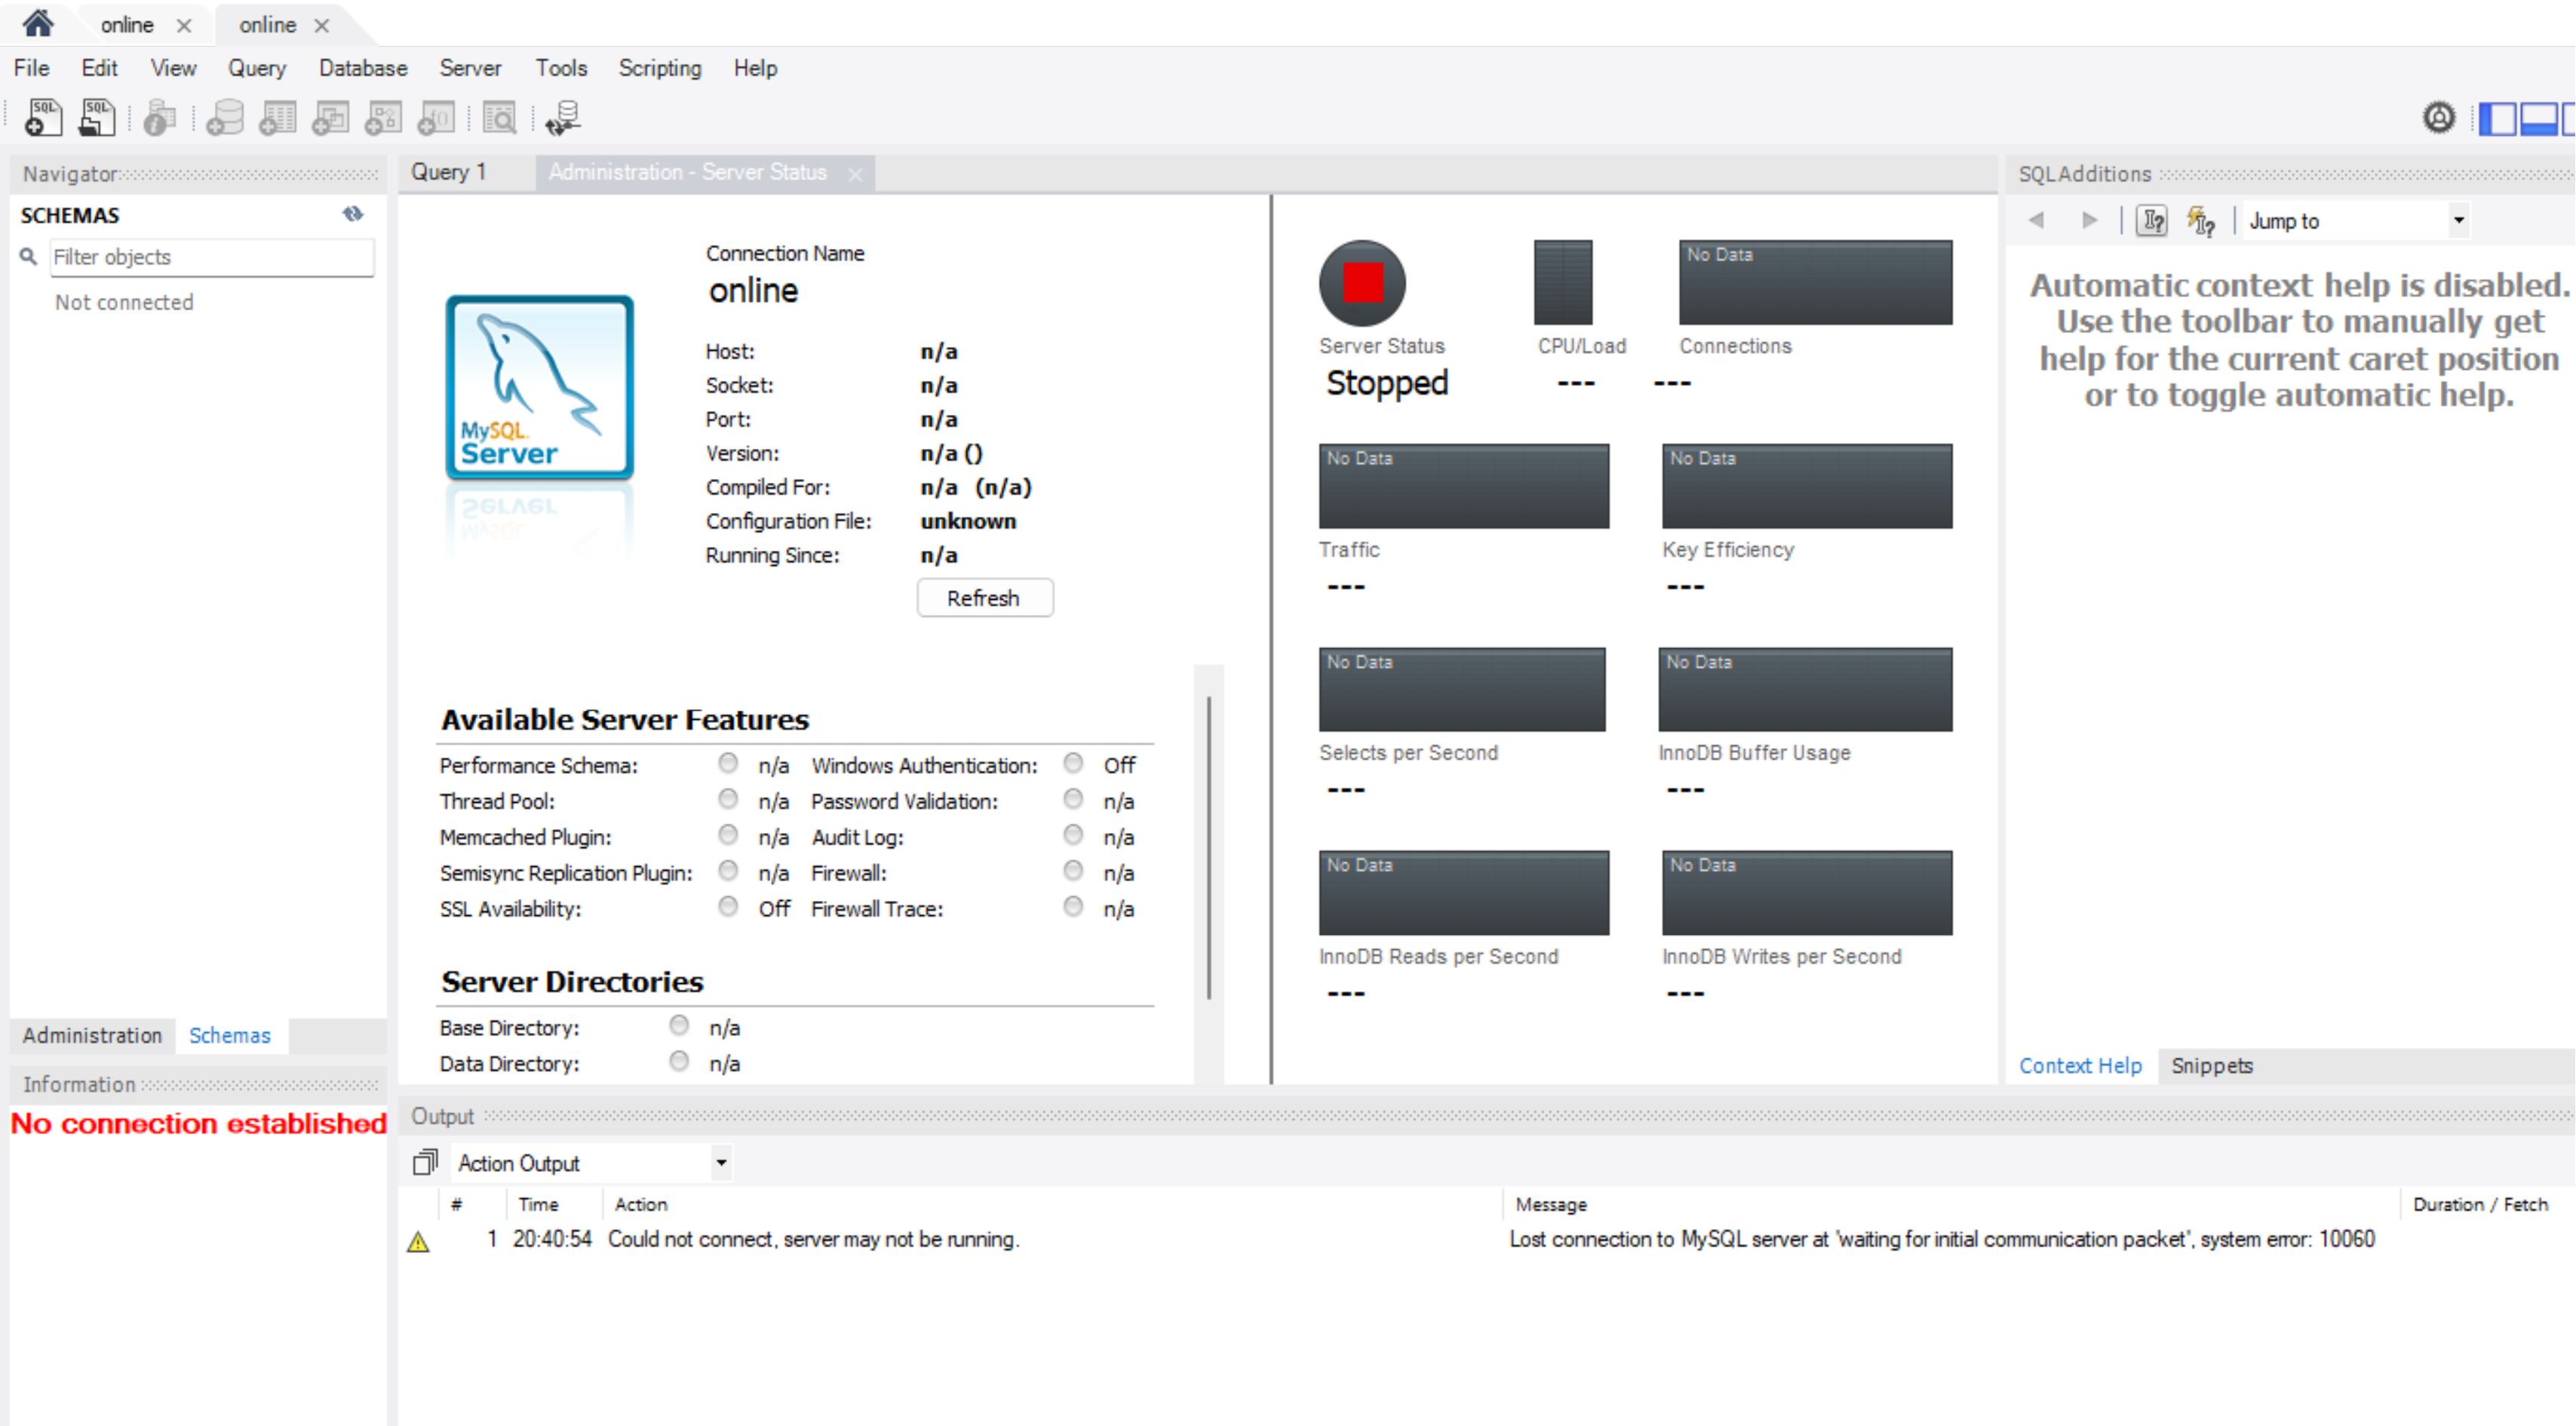 online
online
File Edit View Query Database Server Tools Scripting Help
SQL SQL
Navigator
SCHEMAS
Filter objects
Not connected
Administration Schemas
Information
No connection established
Query 1 Administration - Server Status
MySQL
Server
Connection Name
online
Host: n/a
Socket: n/a
Port: n/a
Version: n/a ()
Compiled For: n/a (n/a)
Configuration File: unknown
Running Since: n/a
Refresh
Available Server Features
Performance Schema: n/a Windows Authentication: Off
Thread Pool: n/a Password Validation: n/a
Memcached Plugin: n/a Audit Log: n/a
Semisync Replication Plugin: n/a Firewall: n/a
SSL Availability: Off Firewall Trace: n/a
Server Directories
Base Directory: n/a
Data Directory: n/a
No Data
Server Status CPU/Load Connections
Stopped --- ---
No Data No Data
Traffic Key Efficiency
--- ---
No Data No Data
Selects per Second InnoDB Buffer Usage
--- ---
No Data No Data
InnoDB Reads per Second InnoDB Writes per Second
--- ---
SQLAdditions
Jump to
Automatic context help is disabled.
Use the toolbar to manually get
help for the current caret position
or to toggle automatic help.
Context Help Snippets
Output
Action Output
# Time Action Message Duration / Fetch
1 20:40:54 Could not connect, server may not be running. Lost connection to MySQL server at 'waiting for initial communication packet', system error: 10060